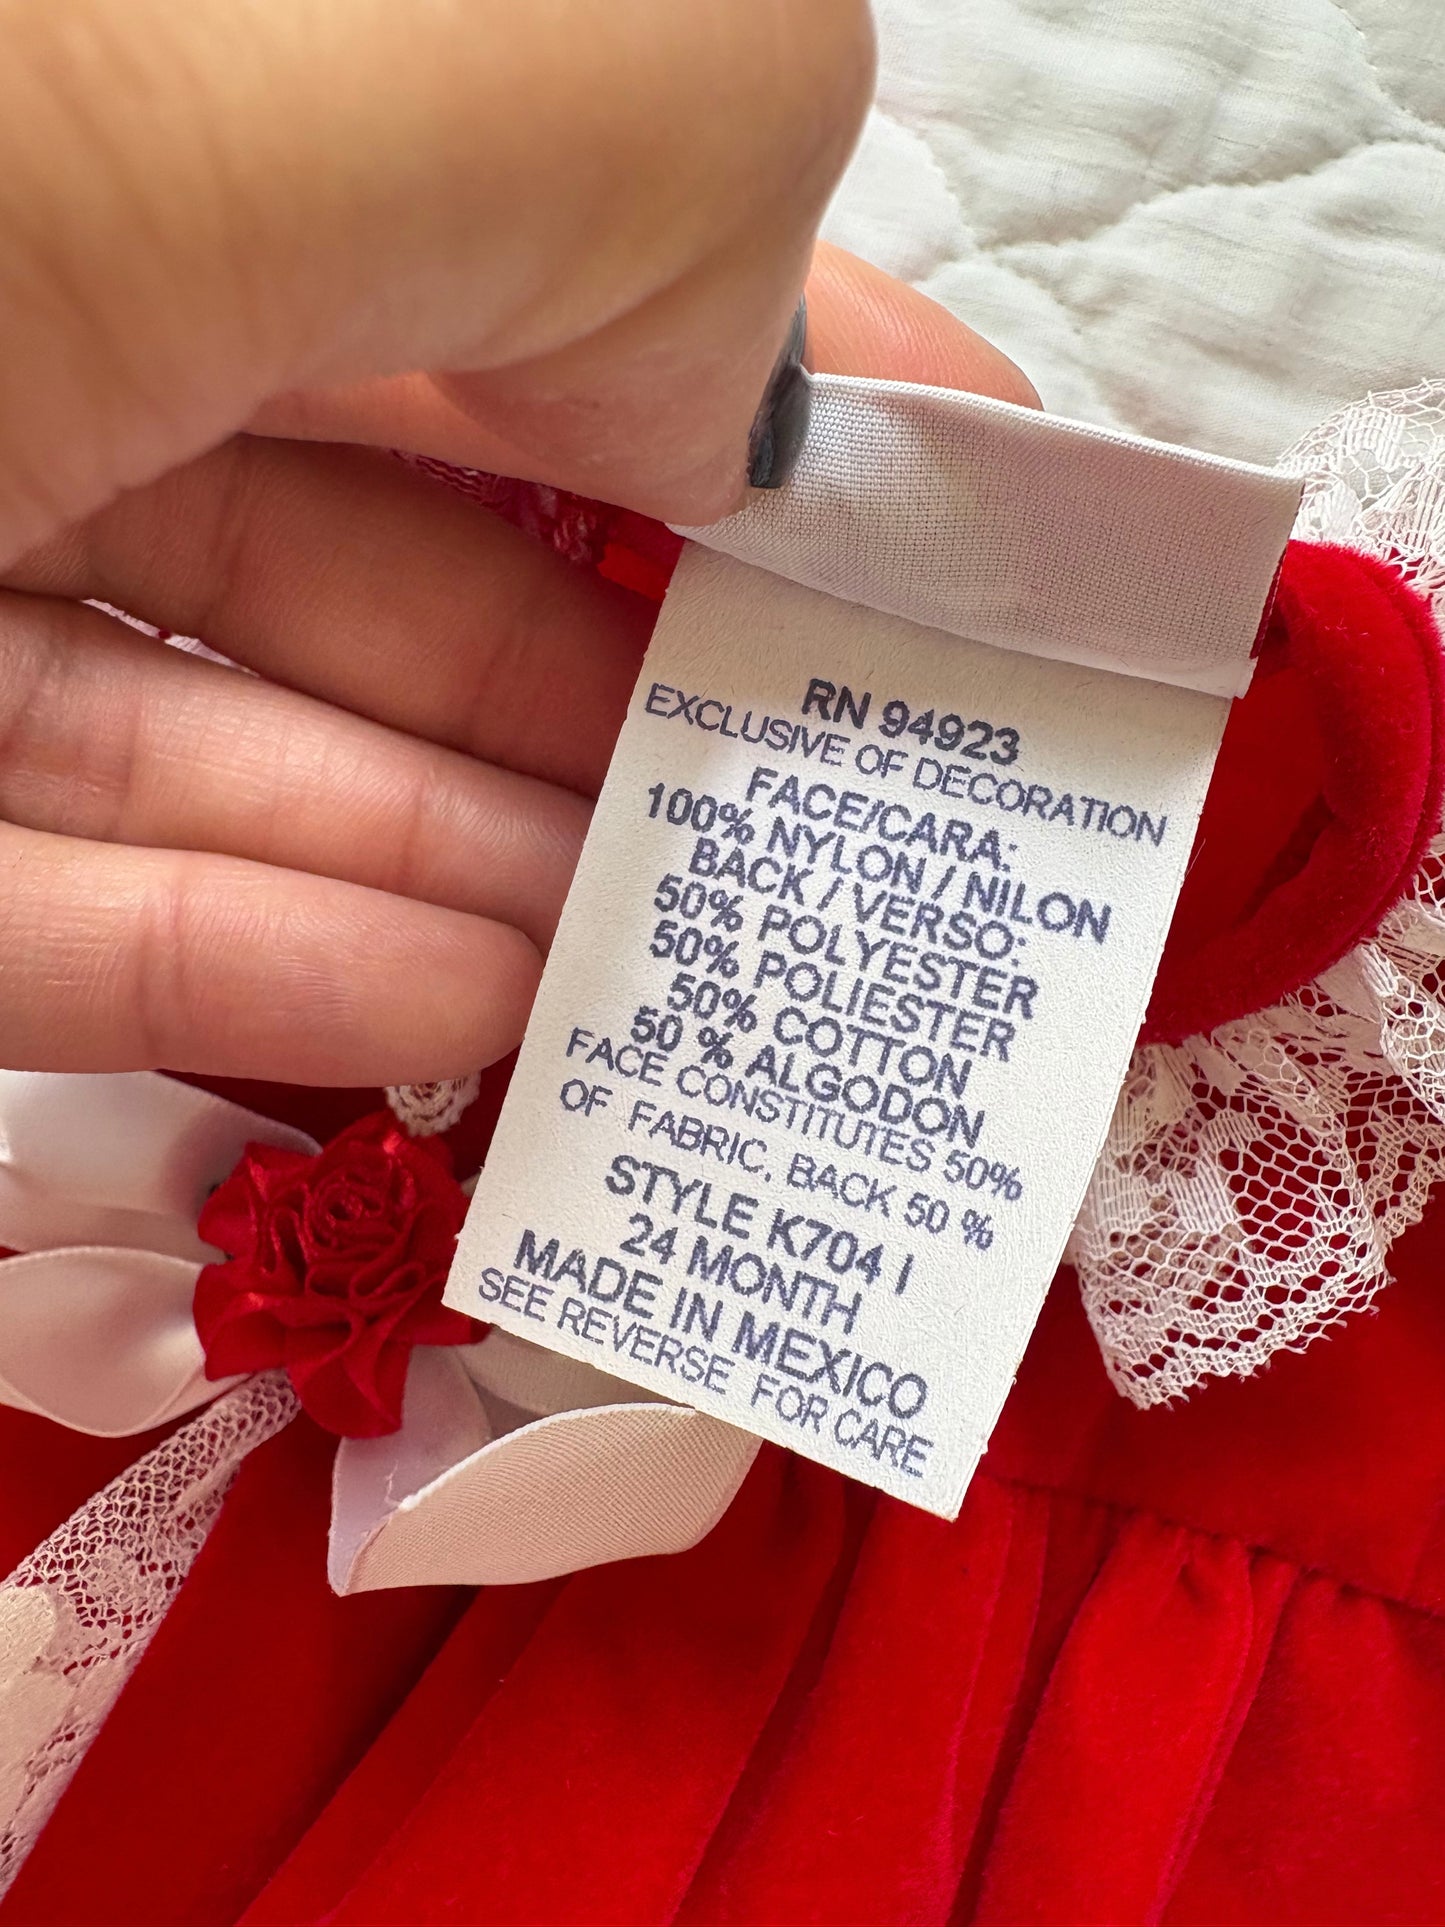 RN 94923
EXCLUSIVE OF DECORATION
FACE/CARA:
100% NYLON / NILON
BACK / VERSO:
50% POLYESTER
50% POLIESTER
50% COTTON
50 % ALGODON
FACE CONSTITUTES 50%
OF FABRIC, BACK 50 %
STYLE K704 I
24 MONTH
MADE IN MEXICO
SEE REVERSE FOR CARE